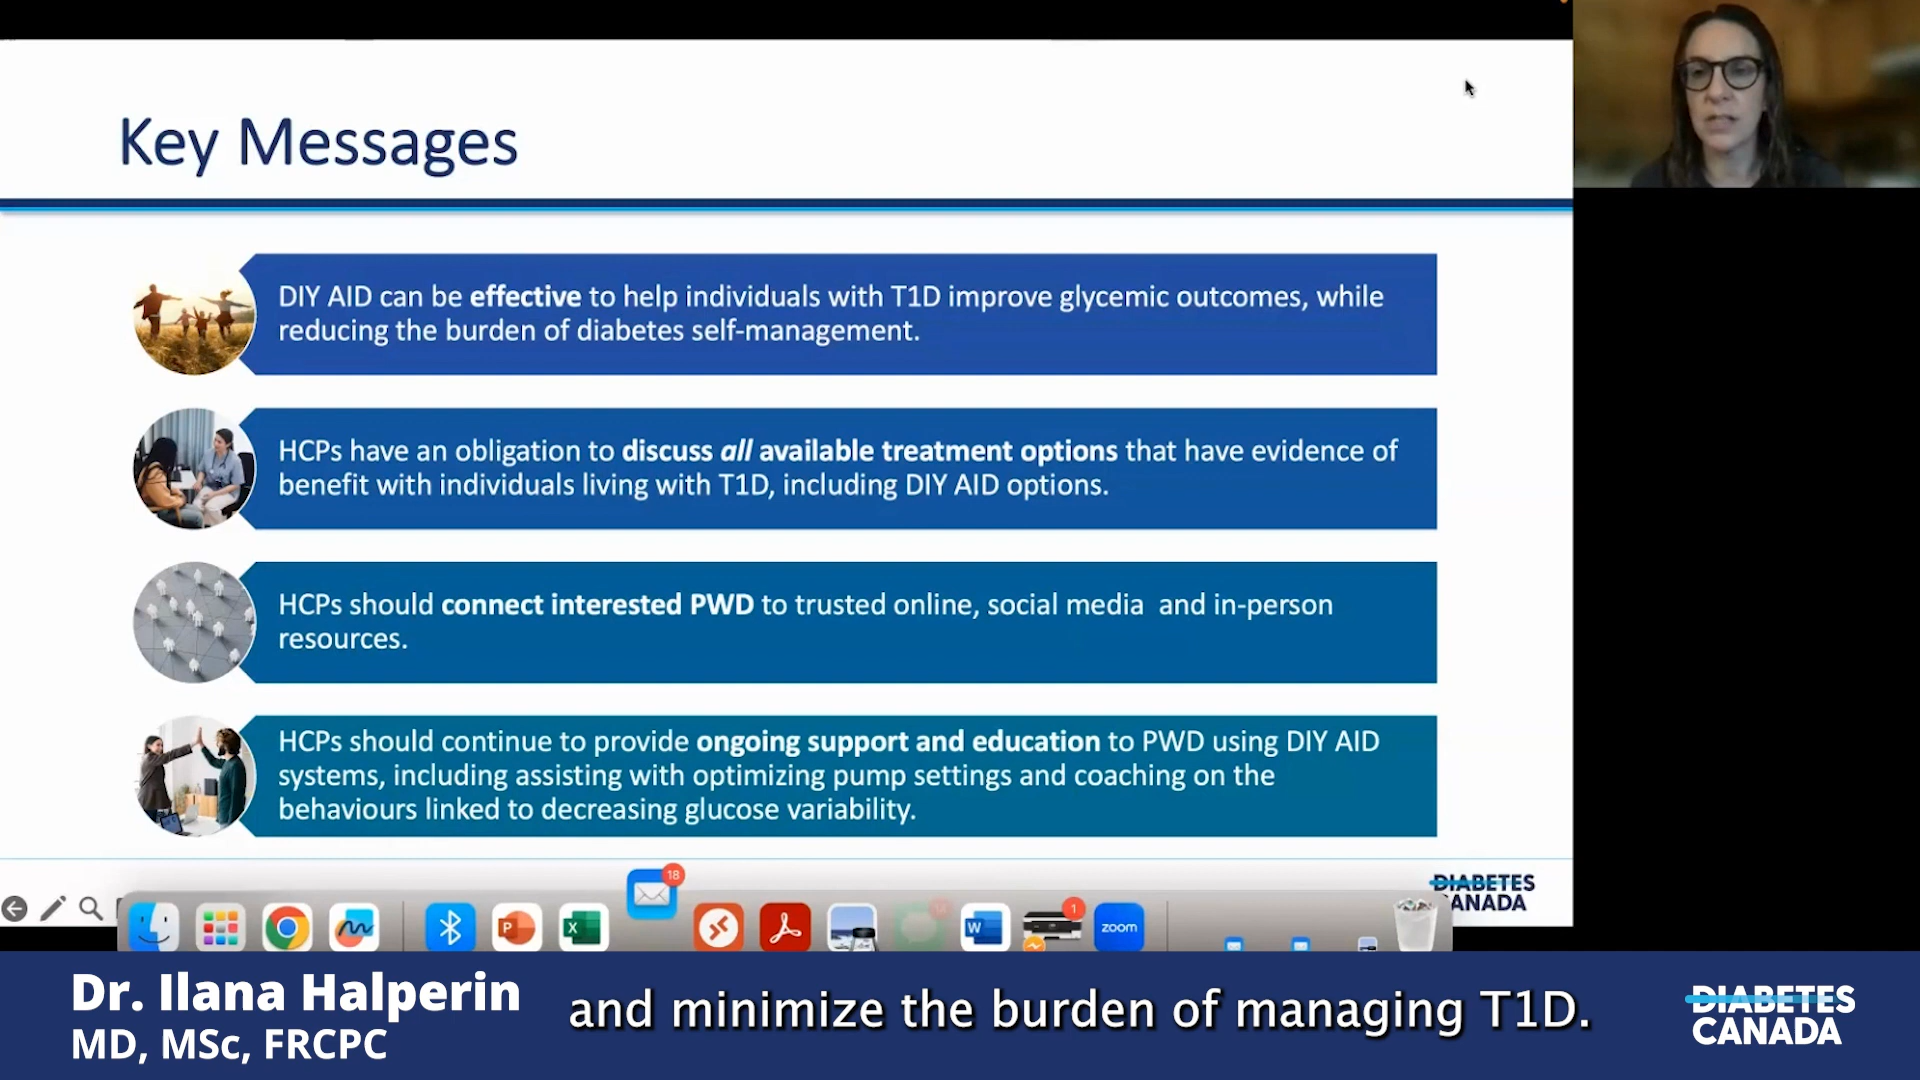 Key Messages
DIY AID can be effective to help individuals with T1D improve glycemic outcomes, while
reducing the burden of diabetes self-management.
HCPs have an obligation to discuss all available treatment options that have evidence of
benefit with individuals living with T1D, including DIY AID options.
HCPs should connect interested PWD to trusted online, social media and in-person
resources.
HCPs should continue to provide ongoing support and education to PWD using DIY AID
systems, including assisting with optimizing pump settings and coaching on the
behaviours linked to decreasing glucose variability.
18
1
P
X
W
zoom
DIABETES
CANADA
Dr. Ilana Halperin
MD, MSc, FRCPC
and minimize the burden of managing T1D.
DIABETES
CANADA